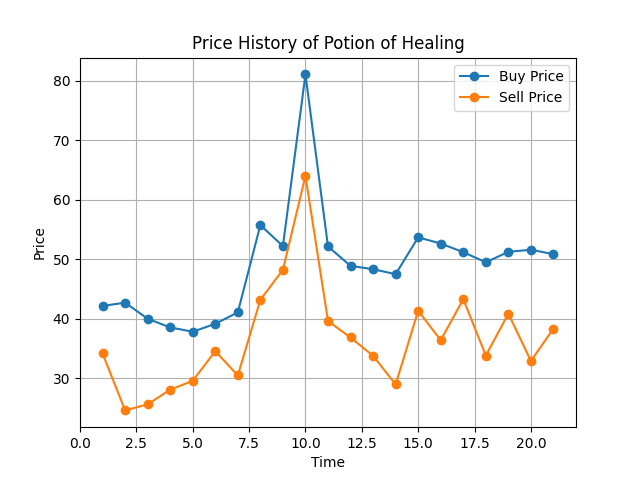 Price History of Potion of Healing
Buy Price
Sell Price
80
70
60
50
40
30
Price
0.0 2.5 5.0 7.5 10.0 12.5 15.0 17.5 20.0
Time